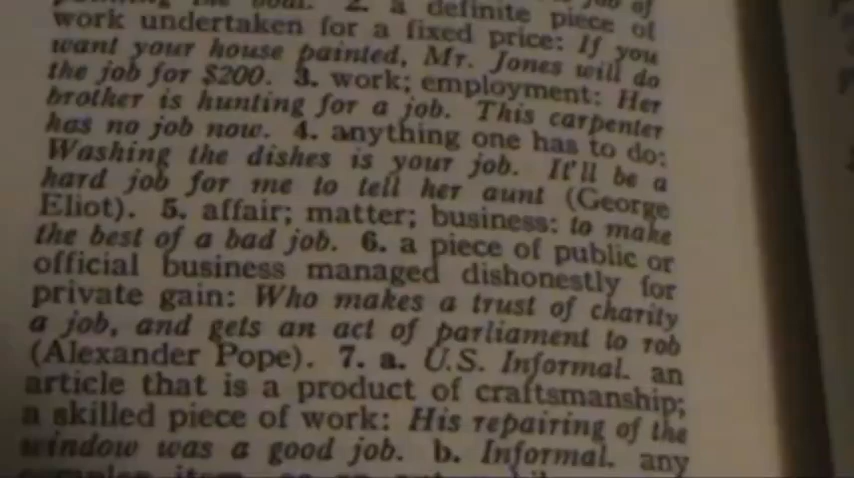 2. a definite piece of
work undertaken for a fixed price: If you
want your house painted, Mr. Jones will do
the job for $200. 3. work; employment: Her
brother is hunting for a job. This carpenter
has no job now. 4. anything one has to do:
Washing the dishes is your job. It'll be a
hard job for me to tell her aunt (George
Eliot). 5. affair; matter; business: to make
the best of a bad job. 6. a piece of public or
official business managed dishonestly for
private gain: Who makes a trust of charity
a job, and gets an act of parliament to rob
(Alexander Pope). 7. a. U.S. Informal. an
article that is a product of craftsmanship;
a skilled piece of work: His repairing of the
window was a good job. b. Informal. any